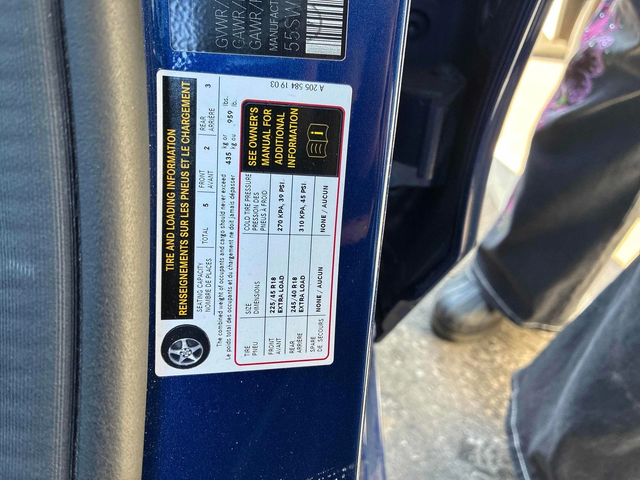 GVWR/
GAWR/
GAWR/
MANUFACT
55SW
TIRE AND LOADING INFORMATION
RENSEIGNEMENTS SUR LES PNEUS ET LE CHARGEMENT
SEATING CAPACITY TOTAL 5 FRONT 2 REAR 3
NOMBRE DE PLACES AVANT ARRIÈRE
The combined weight of occupants and cargo should never exceed 435 kg or 959 lbs.
Le poids total des occupants et du chargement ne doit jamais dépasser kg ou lb.
TIRE SIZE COLD TIRE PRESSURE
PNEU DIMENSIONS PRESSION DES PNEUS À FROID
FRONT 225/45 R18 270 KPA, 39 PSI
AVANT EXTRA LOAD
REAR 245/40 R18 310 KPA, 45 PSI
ARRIÈRE EXTRA LOAD
SPARE NONE / AUCUN NONE / AUCUN
DE SECOURS
SEE OWNER'S
MANUAL FOR
ADDITIONAL
INFORMATION
A 205 584 19 03